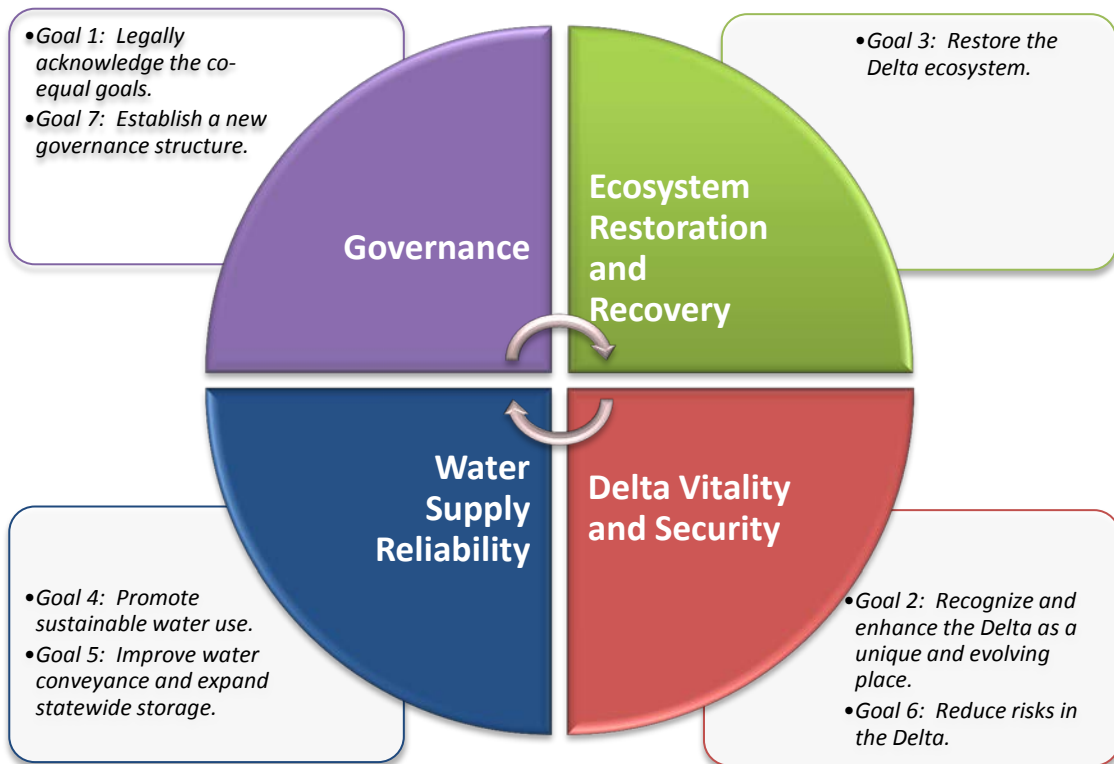 •Goal 1:  Legally
acknowledge the co-
equal goals.
•Goal 7:  Establish a new
governance structure.
•Goal 3:  Restore the
Delta ecosystem.
Governance
Ecosystem
Restoration
and
Recovery
Water
Supply
Reliability
Delta Vitality
and Security
•Goal 4:  Promote
sustainable water use.
•Goal 5:  Improve water
conveyance and expand
statewide storage.
•Goal 2:  Recognize and
enhance the Delta as a
unique and evolving
place.
•Goal 6:  Reduce risks in
the Delta.